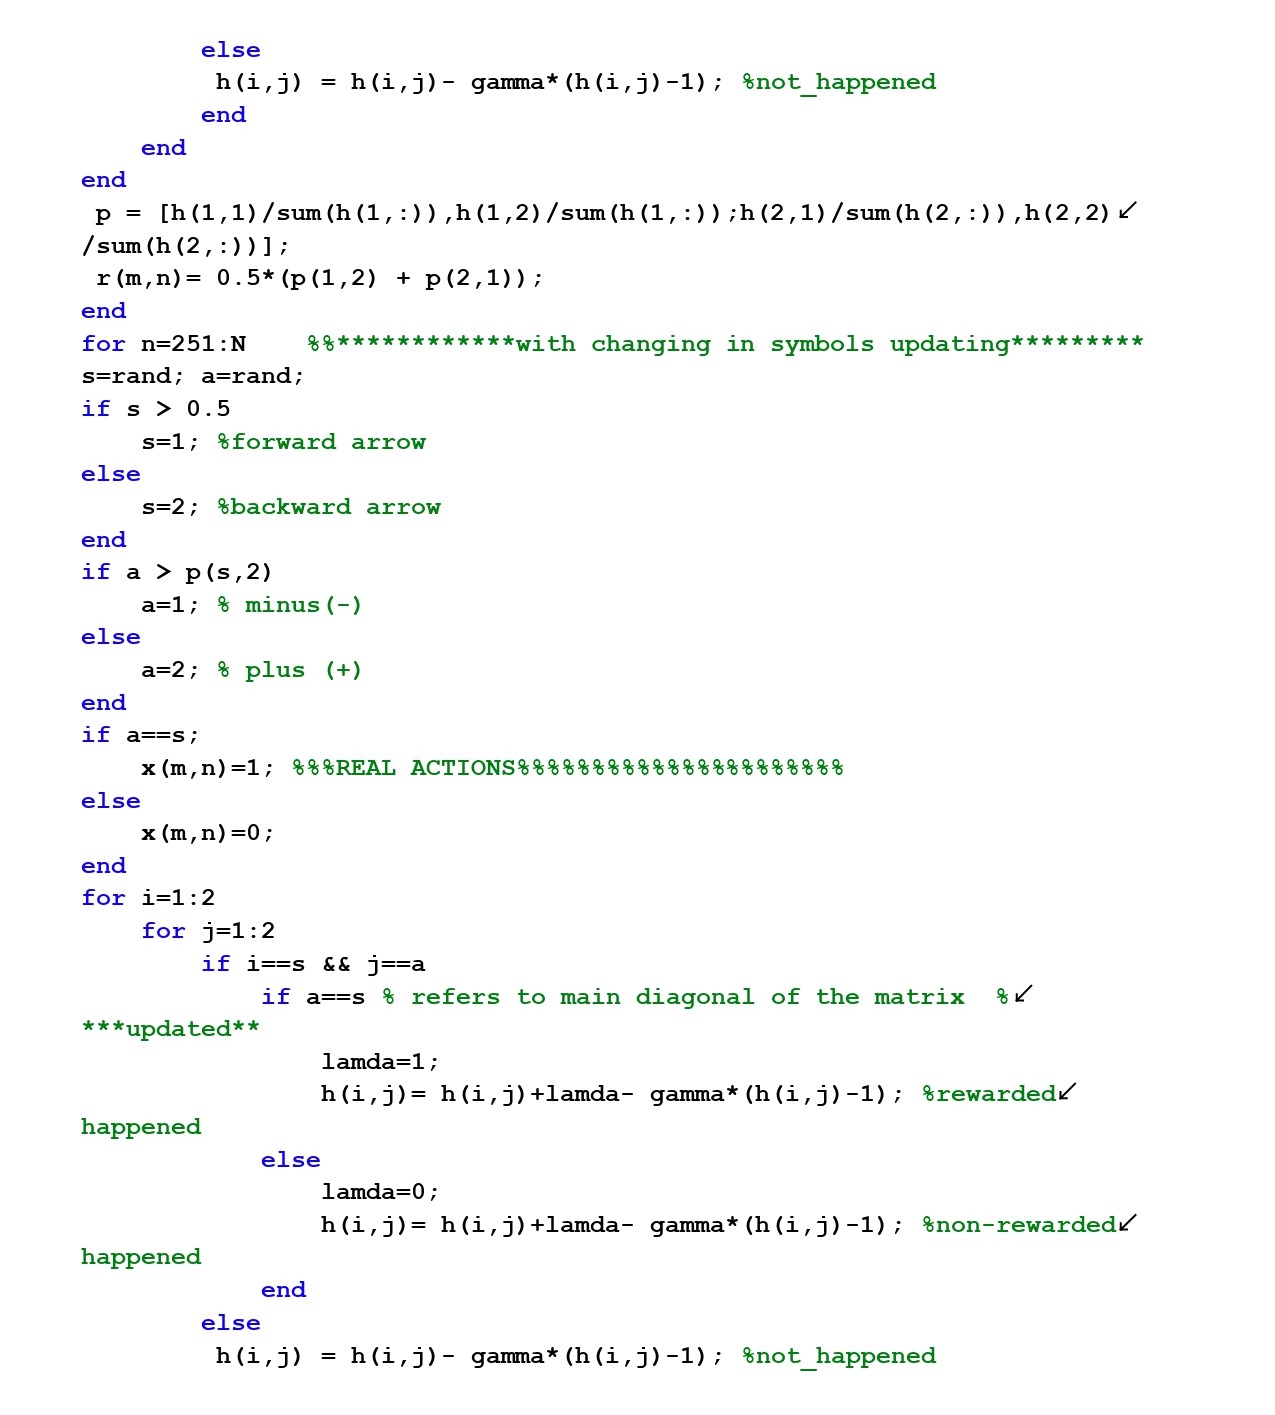 else
h(i,j) = h(i,j)- gamma*(h(i,j)-1); %not_happened
end
end
end
p = [h(1,1)/sum(h(1,:)),h(1,2)/sum(h(1,:));h(2,1)/sum(h(2,:)),h(2,2)↙
/sum(h(2,:))];
r(m,n)= 0.5*(p(1,2) + p(2,1));
end
for n=251:N %%************with changing in symbols updating*********
s=rand; a=rand;
if s > 0.5
s=1; %forward arrow
else
s=2; %backward arrow
end
if a > p(s,2)
a=1; % minus(-)
else
a=2; % plus (+)
end
if a==s;
x(m,n)=1; %%%REAL ACTIONS%%%%%%%%%%%%%%%%%%%%%%
else
x(m,n)=0;
end
for i=1:2
for j=1:2
if i==s && j==a
if a==s % refers to main diagonal of the matrix %↙
***updated**
lamda=1;
h(i,j)= h(i,j)+lamda- gamma*(h(i,j)-1); %rewarded↙
happened
else
lamda=0;
h(i,j)= h(i,j)+lamda- gamma*(h(i,j)-1); %non-rewarded↙
happened
end
else
h(i,j) = h(i,j)- gamma*(h(i,j)-1); %not_happened